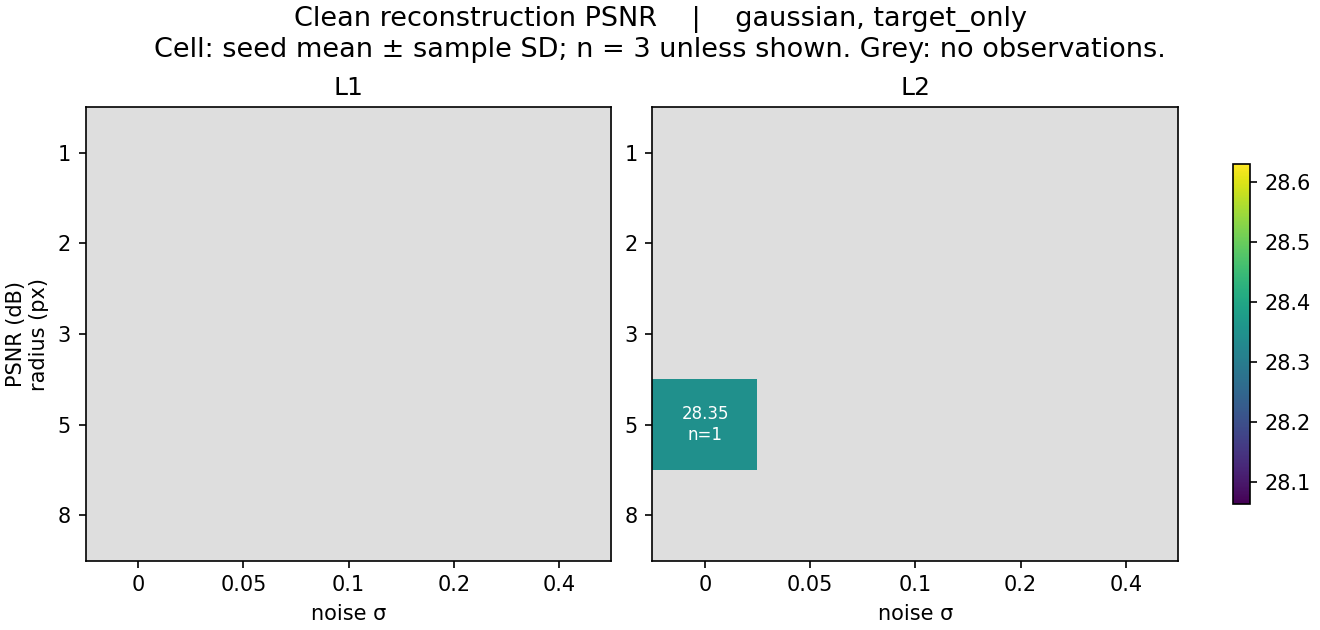 Clean reconstruction PSNR | gaussian, target_only
Cell: seed mean ± sample SD; n = 3 unless shown. Grey: no observations.
L1
L2
PSNR (dB)
radius (px)
1
2
3
5
8
0 0.05 0.1 0.2 0.4
noise σ
1
2
3
5
8
28.35
n=1
0 0.05 0.1 0.2 0.4
noise σ
28.6
28.5
28.4
28.3
28.2
28.1